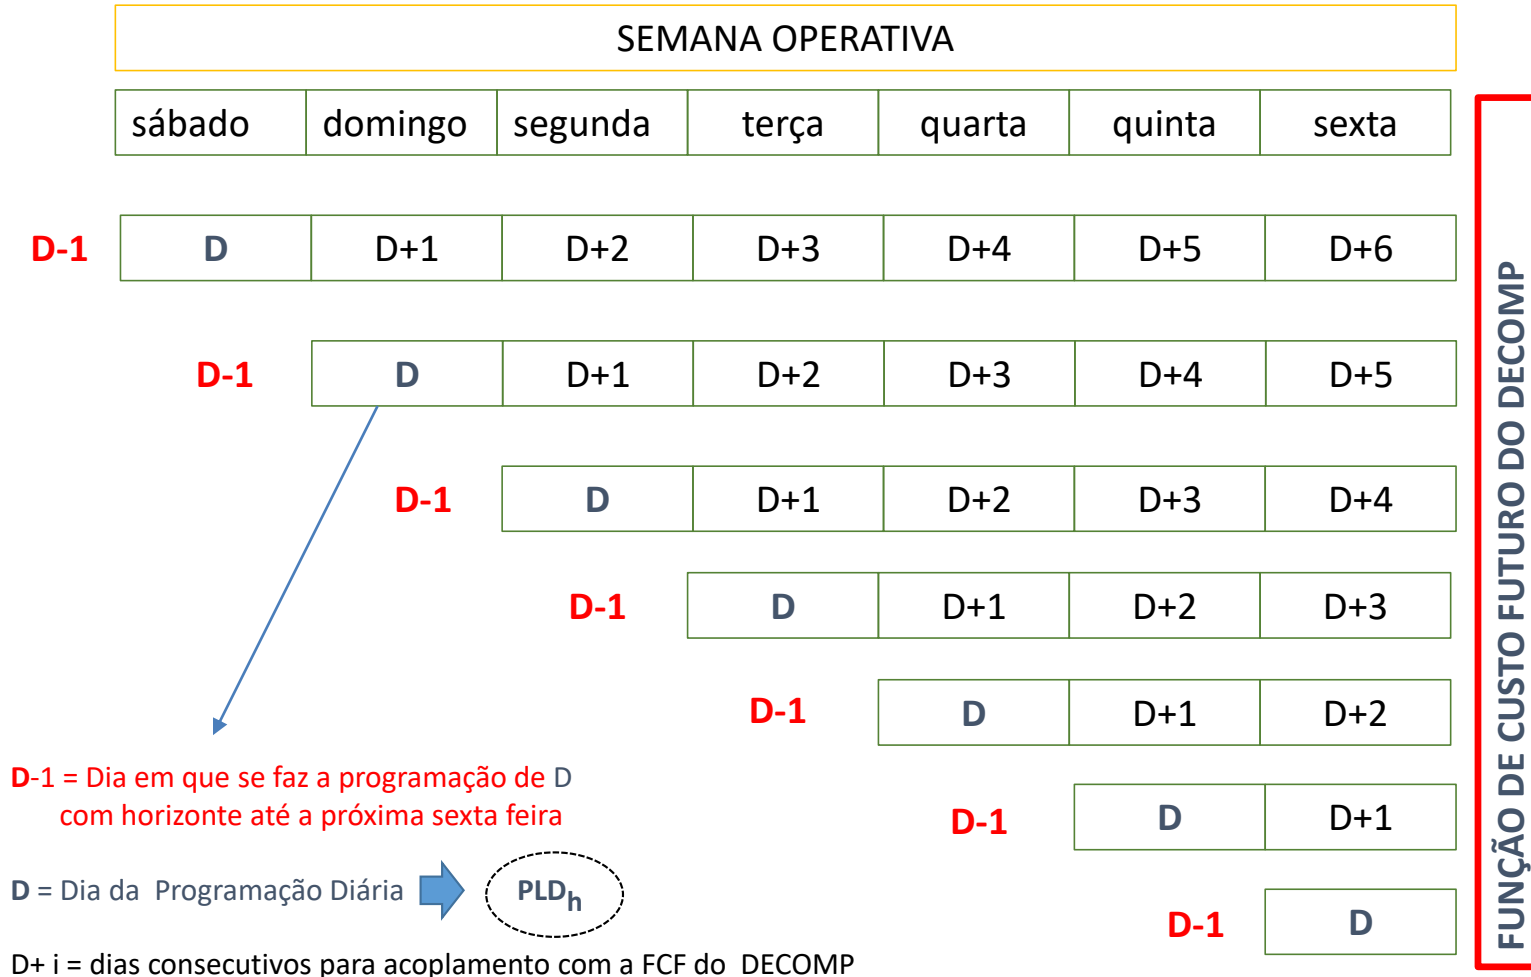 SEMANA OPERATIVA
sábado domingo segunda terça quarta quinta sexta
D-1 D D+1 D+2 D+3 D+4 D+5 D+6
D-1 D D+1 D+2 D+3 D+4 D+5
D-1 D D+1 D+2 D+3 D+4
D-1 D D+1 D+2 D+3
D-1 D D+1 D+2
D-1 D D+1
D-1 D
FUNÇÃO DE CUSTO FUTURO DO DECOMP
D-1 = Dia em que se faz a programação de D
com horizonte até a próxima sexta feira
D = Dia da Programação Diária PLDh
D+ i = dias consecutivos para acoplamento com a FCF do DECOMP